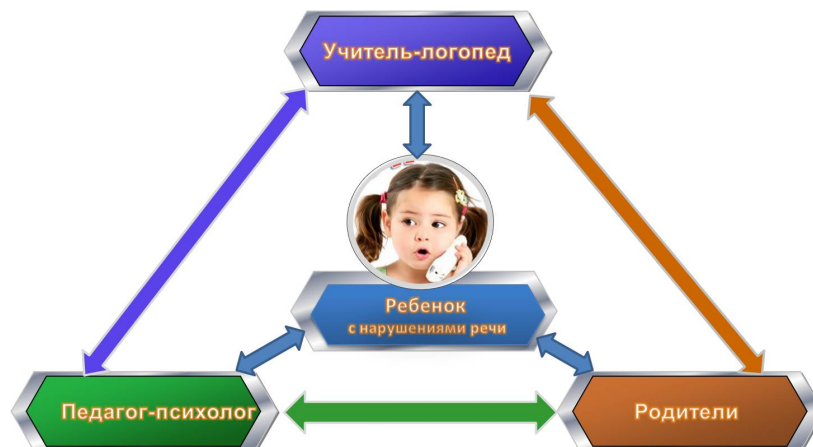 Учитель-логопед
Ребенок
с нарушениями речи
Педагог-психолог
Родители